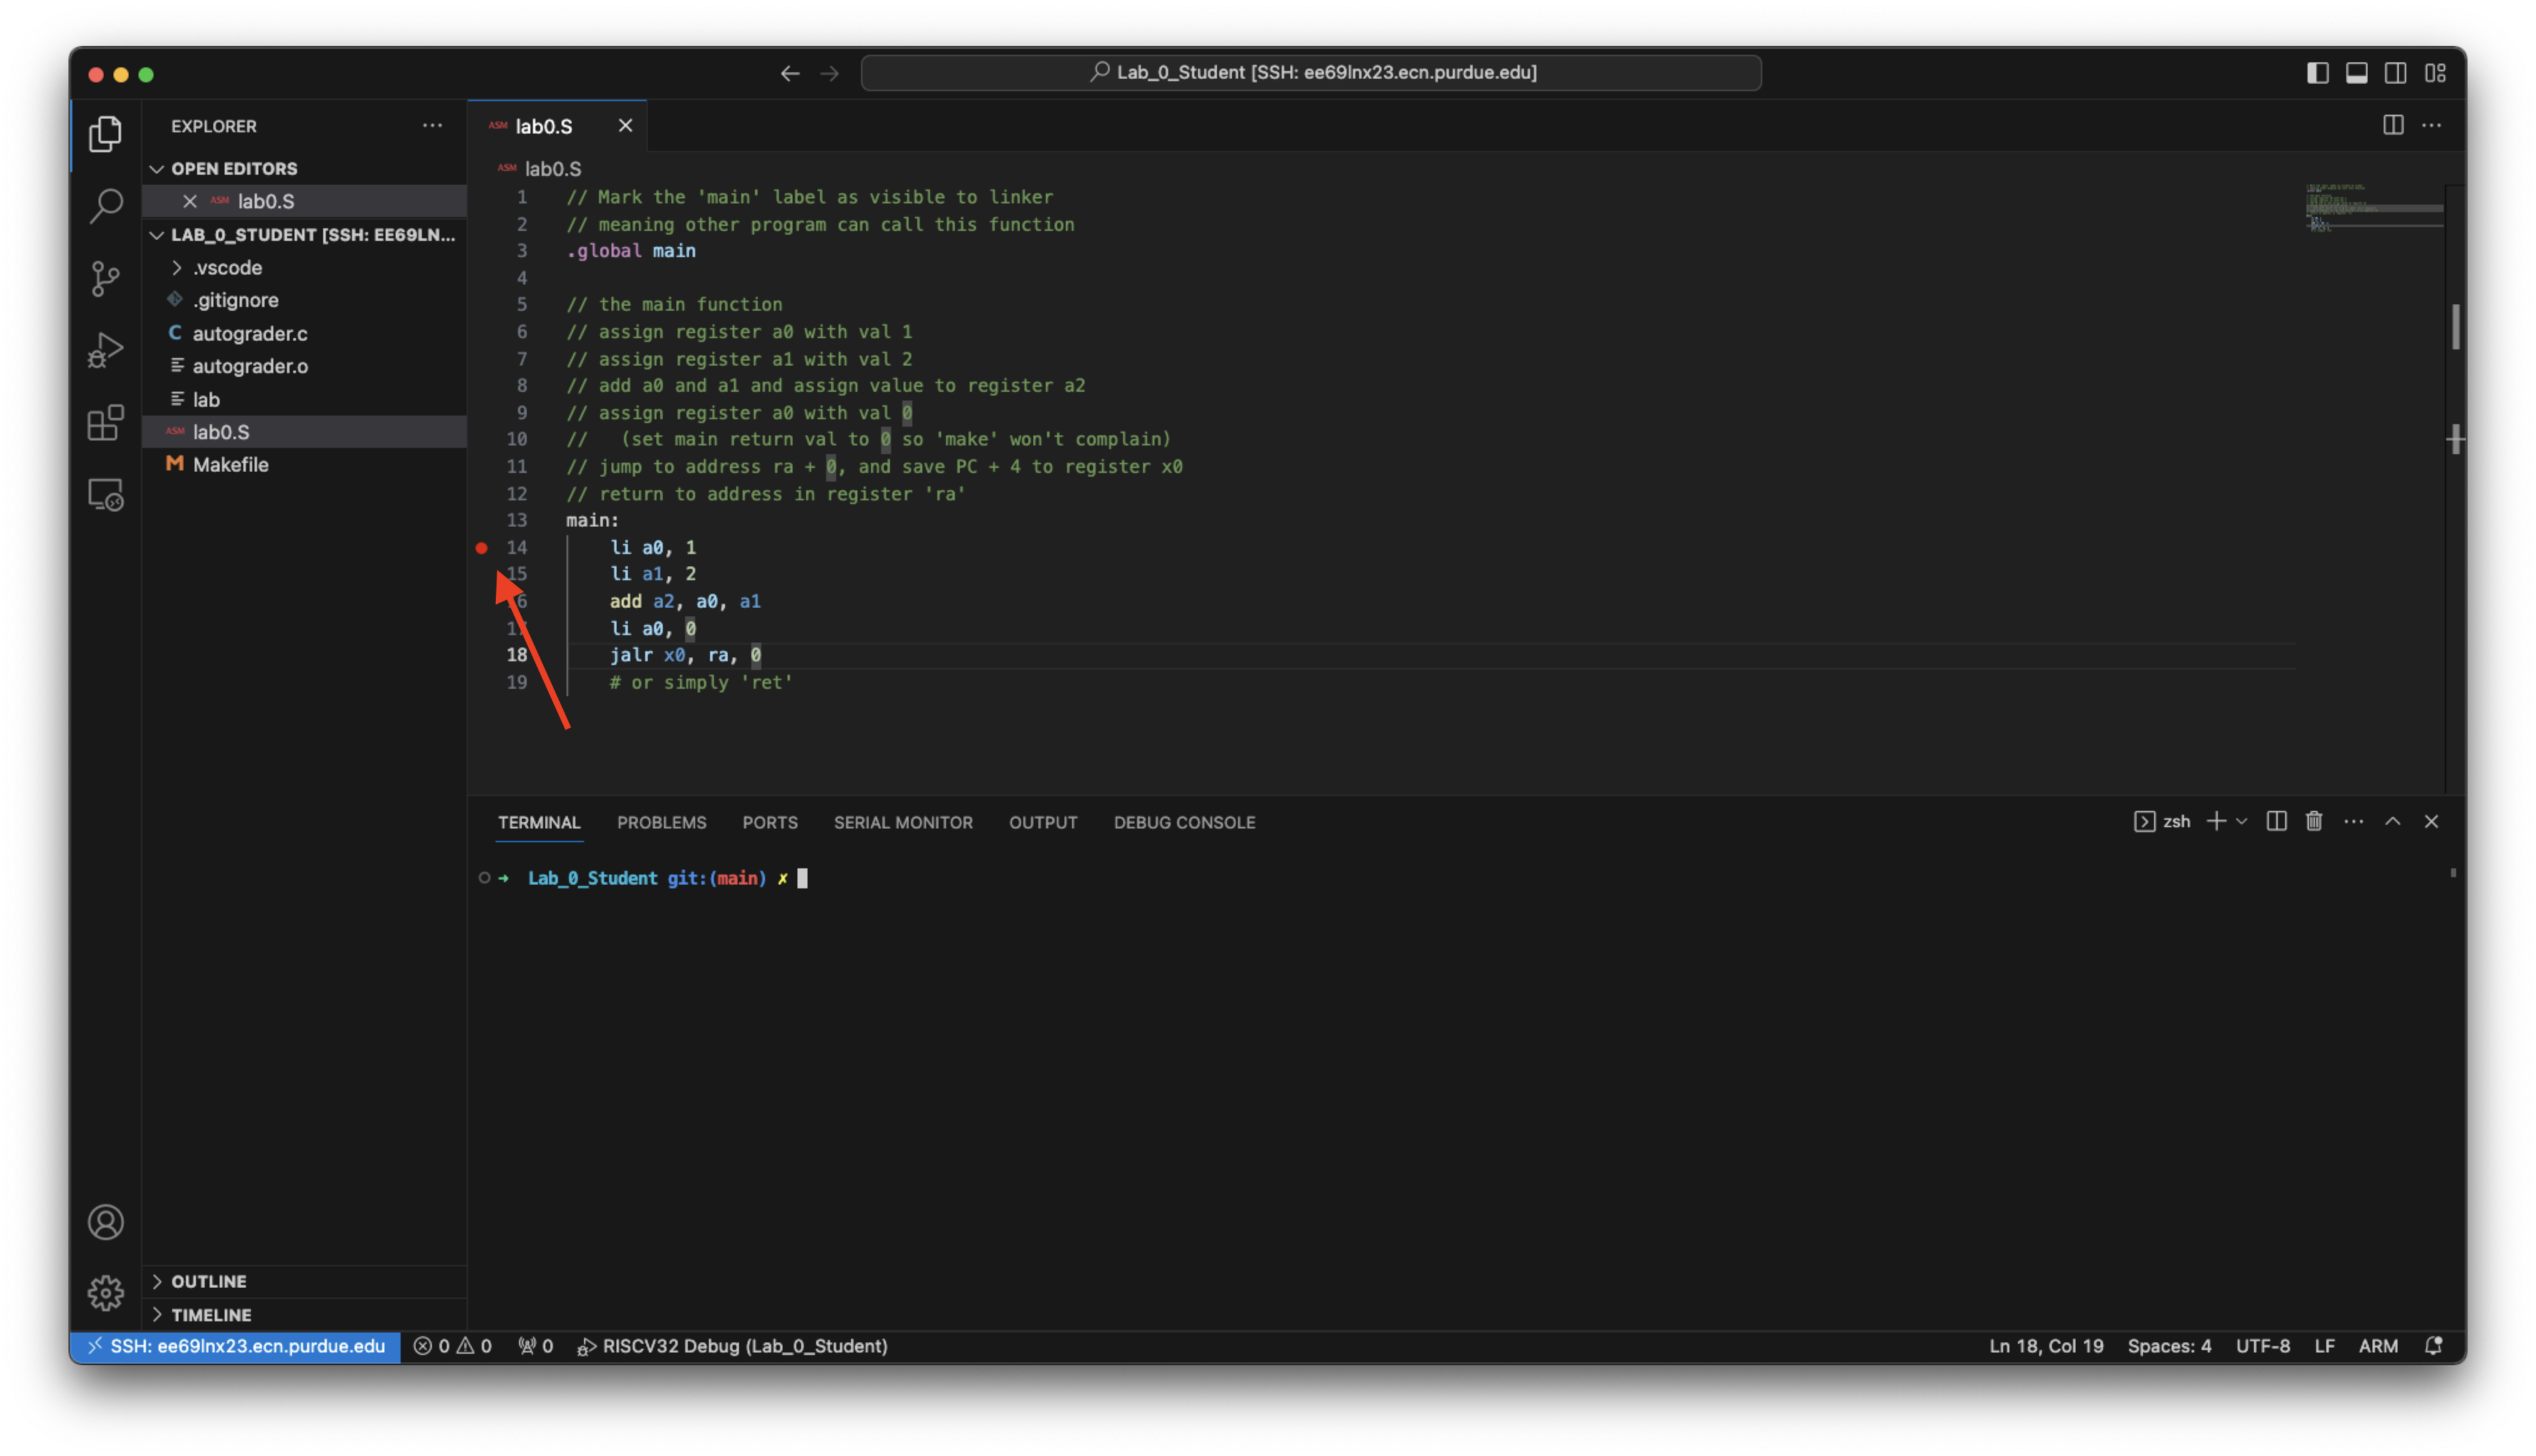 Lab_0_Student [SSH: ee69lnx23.ecn.purdue.edu]
EXPLORER
OPEN EDITORS
ASM lab0.S
LAB_0_STUDENT [SSH: EE69LN...
.vscode
.gitignore
C autograder.c
autograder.o
lab
ASM lab0.S
M Makefile
OUTLINE
TIMELINE
ASM lab0.S
ASM lab0.S
1 // Mark the 'main' label as visible to linker
2 // meaning other program can call this function
3 .global main
4
5 // the main function
6 // assign register a0 with val 1
7 // assign register a1 with val 2
8 // add a0 and a1 and assign value to register a2
9 // assign register a0 with val 0
10 //   (set main return val to 0 so 'make' won't complain)
11 // jump to address ra + 0, and save PC + 4 to register x0
12 // return to address in register 'ra'
13 main:
14     li a0, 1
15     li a1, 2
16     add a2, a0, a1
17     li a0, 0
18     jalr x0, ra, 0
19     # or simply 'ret'
TERMINAL PROBLEMS PORTS SERIAL MONITOR OUTPUT DEBUG CONSOLE
zsh
→ Lab_0_Student git:(main) ✗
SSH: ee69lnx23.ecn.purdue.edu 0 0 0 RISCV32 Debug (Lab_0_Student) Ln 18, Col 19 Spaces: 4 UTF-8 LF ARM